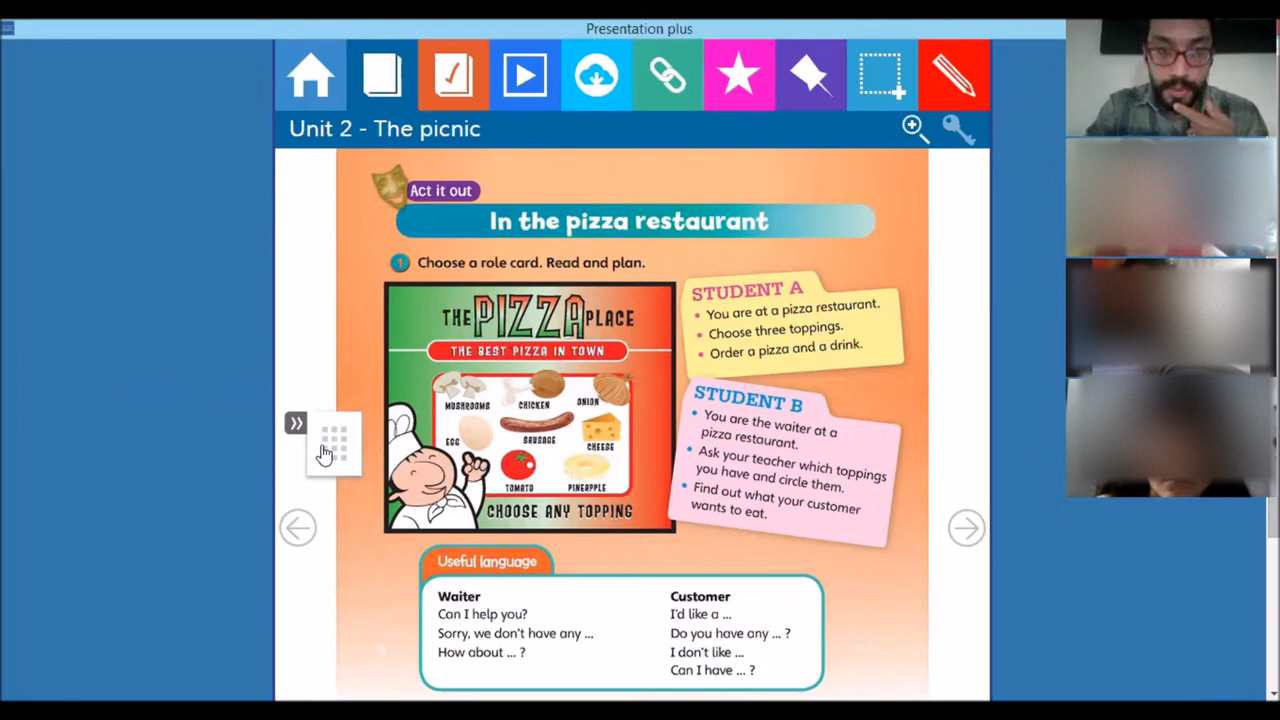 Presentation plus
Unit 2 - The picnic
Act it out
In the pizza restaurant
1 Choose a role card. Read and plan.
THE PIZZA PLACE
THE BEST PIZZA IN TOWN
MUSHROOMS
CHICKEN
ONION
EGG
SAUSAGE
CHEESE
TOMATO
PINEAPPLE
CHOOSE ANY TOPPING
STUDENT A
• You are at a pizza restaurant.
• Choose three toppings.
• Order a pizza and a drink.
STUDENT B
• You are the waiter at a
pizza restaurant.
• Ask your teacher which toppings
you have and circle them.
• Find out what your customer
wants to eat.
Useful language
Waiter
Can I help you?
Sorry, we don't have any ...
How about ... ?
Customer
I'd like a ...
Do you have any ... ?
I don't like ...
Can I have ... ?